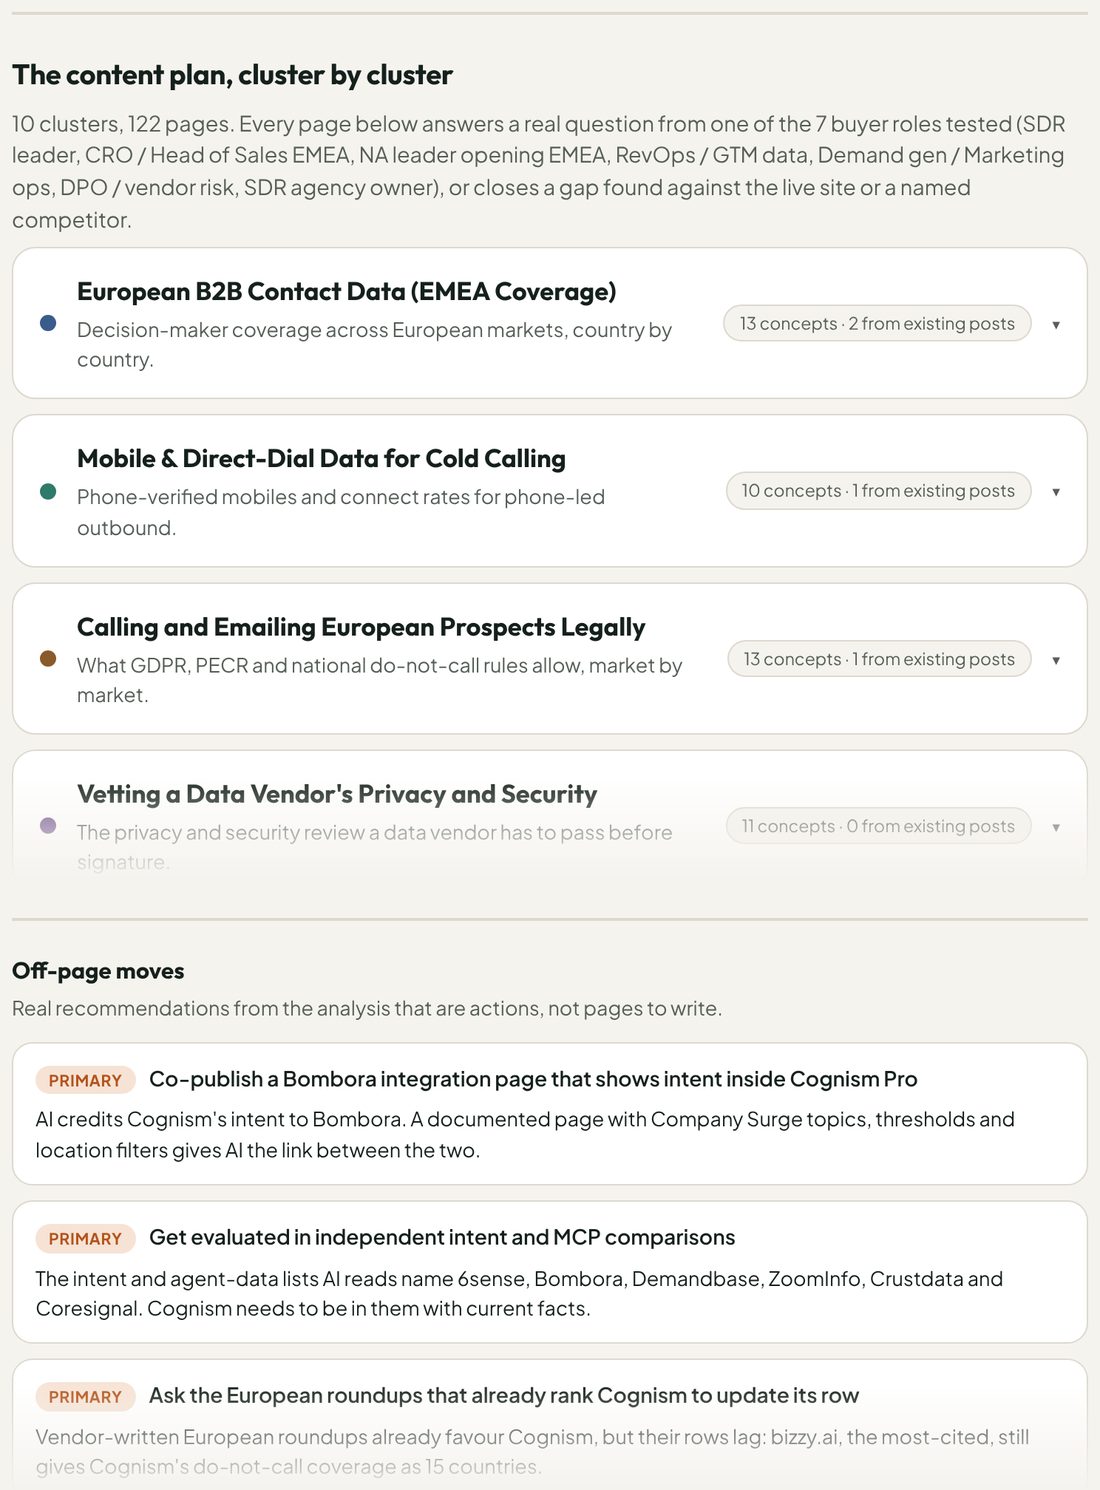 The content plan, cluster by cluster
10 clusters, 122 pages. Every page below answers a real question from one of the 7 buyer roles tested (SDR
leader, CRO / Head of Sales EMEA, NA leader opening EMEA, RevOps / GTM data, Demand gen / Marketing
ops, DPO / vendor risk, SDR agency owner), or closes a gap found against the live site or a named
competitor.
European B2B Contact Data (EMEA Coverage)
Decision-maker coverage across European markets, country by
country.
13 concepts · 2 from existing posts
Mobile & Direct-Dial Data for Cold Calling
Phone-verified mobiles and connect rates for phone-led
outbound.
10 concepts · 1 from existing posts
Calling and Emailing European Prospects Legally
What GDPR, PECR and national do-not-call rules allow, market by
market.
13 concepts · 1 from existing posts
Vetting a Data Vendor's Privacy and Security
The privacy and security review a data vendor has to pass before
signature.
11 concepts · 0 from existing posts
Off-page moves
Real recommendations from the analysis that are actions, not pages to write.
PRIMARY Co-publish a Bombora integration page that shows intent inside Cognism Pro
AI credits Cognism's intent to Bombora. A documented page with Company Surge topics, thresholds and
location filters gives AI the link between the two.
PRIMARY Get evaluated in independent intent and MCP comparisons
The intent and agent-data lists AI reads name 6sense, Bombora, Demandbase, ZoomInfo, Crustdata and
Coresignal. Cognism needs to be in them with current facts.
PRIMARY Ask the European roundups that already rank Cognism to update its row
Vendor-written European roundups already favour Cognism, but their rows lag: bizzy.ai, the most-cited, still
gives Cognism's do-not-call coverage as 15 countries.